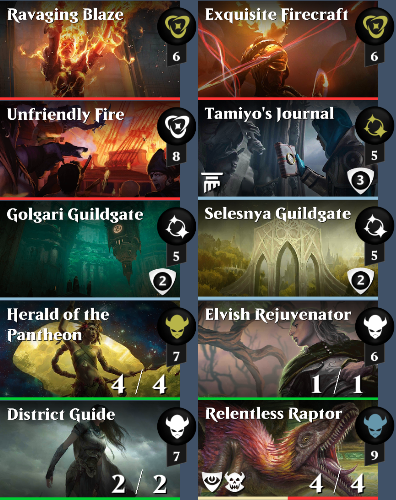 Ravaging Blaze
6
Exquisite Firecraft
6
Unfriendly Fire
8
Tamiyo's Journal
5
3
Golgari Guildgate
5
2
Selesnya Guildgate
5
2
Herald of the
Pantheon
7
4 / 4
Elvish Rejuvenator
6
1 / 1
District Guide
7
2 / 2
Relentless Raptor
9
4 / 4